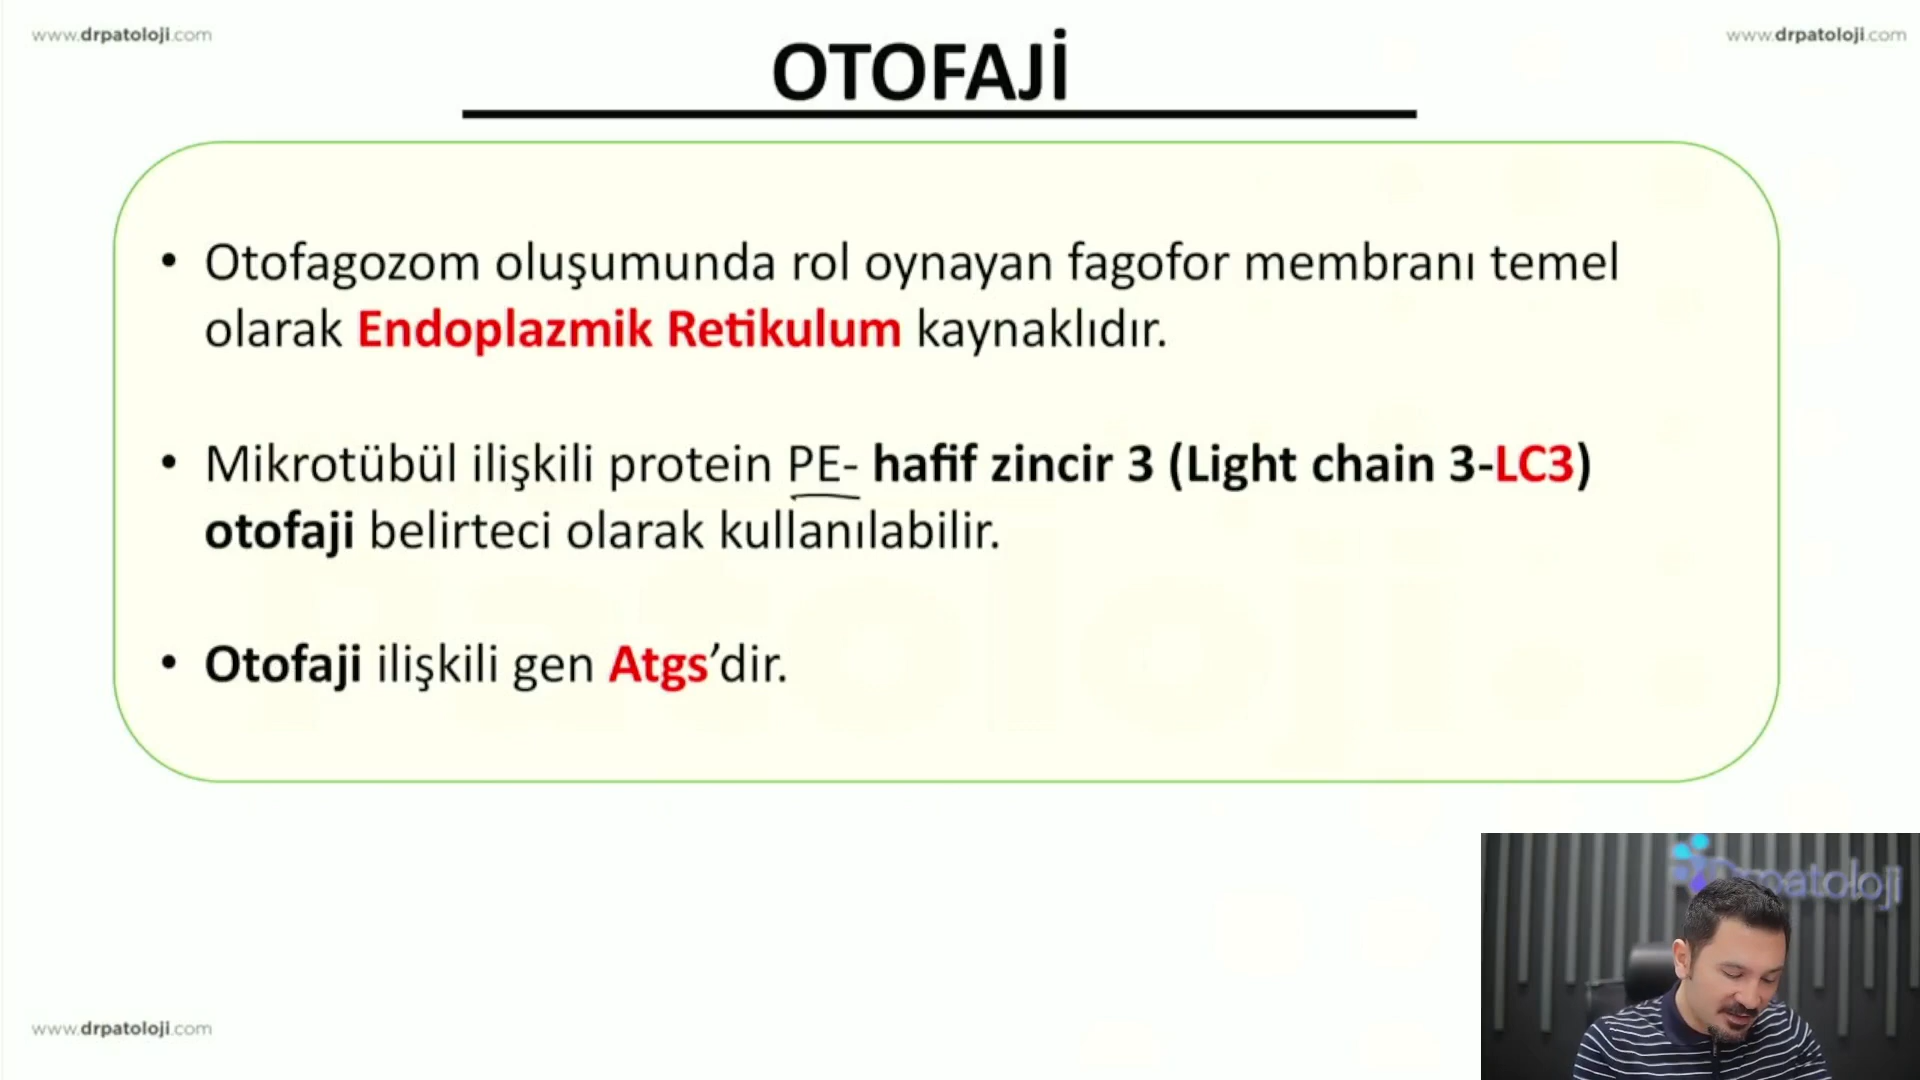 www.drpatoloji.com
www.drpatoloji.com
OTOFAJİ
• Otofagozom oluşumunda rol oynayan fagofor membranı temel
olarak Endoplazmik Retikulum kaynaklıdır.
• Mikrotübül ilişkili protein PE- hafif zincir 3 (Light chain 3-LC3)
otofaji belirteci olarak kullanılabilir.
• Otofaji ilişkili gen Atgs’dir.
Drpatoloji
www.drpatoloji.com